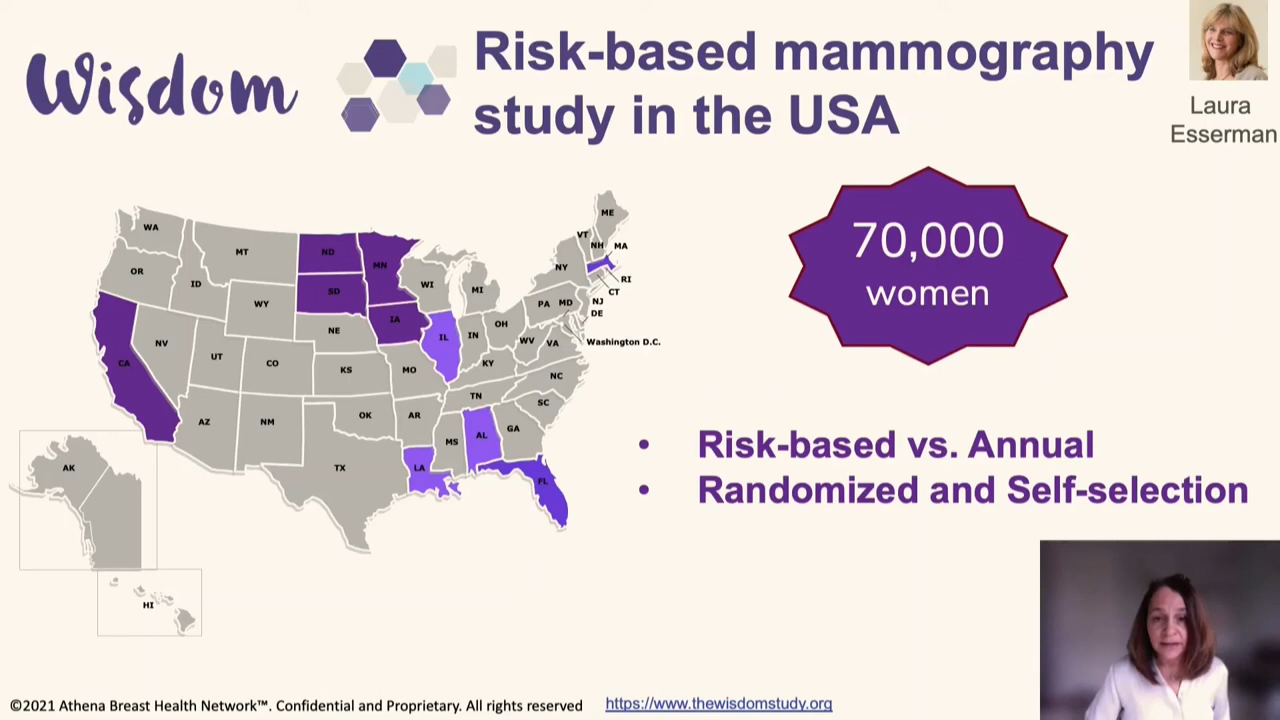 Wisdom
Risk-based mammography
study in the USA
Laura
Esserman
70,000
women
WA
MT
ND
MN
OR
ID
WY
SD
WI
MI
NY
VT
NH
ME
MA
RI
CT
NJ
DE
PA
MD
Washington D.C.
CA
NV
UT
CO
NE
IA
IL
IN
OH
WV
VA
KS
MO
KY
NC
TN
SC
AZ
NM
OK
AR
MS
AL
GA
TX
LA
FL
AK
HI
• Risk-based vs. Annual
• Randomized and Self-selection
©2021 Athena Breast Health Network™. Confidential and Proprietary. All rights reserved
https://www.thewisdomstudy.org